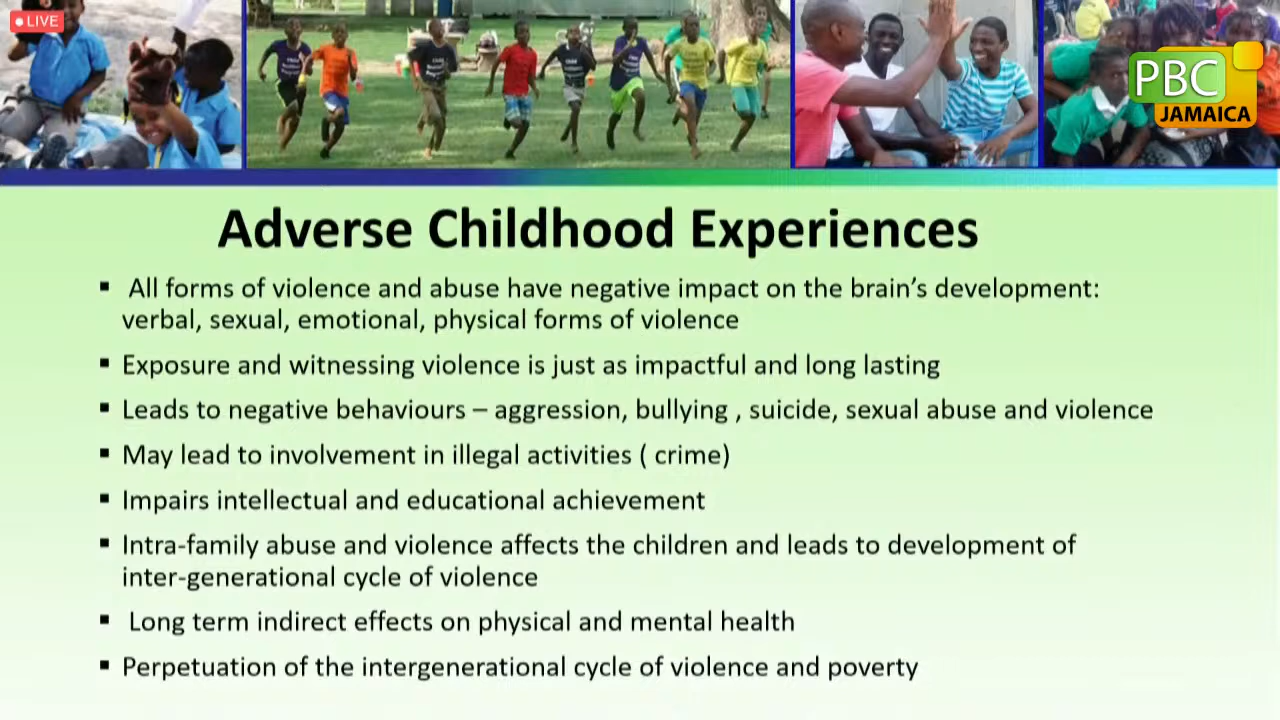 LIVE
PBC
JAMAICA
Adverse Childhood Experiences
▪ All forms of violence and abuse have negative impact on the brain’s development:
verbal, sexual, emotional, physical forms of violence
▪ Exposure and witnessing violence is just as impactful and long lasting
▪ Leads to negative behaviours – aggression, bullying , suicide, sexual abuse and violence
▪ May lead to involvement in illegal activities ( crime)
▪ Impairs intellectual and educational achievement
▪ Intra-family abuse and violence affects the children and leads to development of
inter-generational cycle of violence
▪ Long term indirect effects on physical and mental health
▪ Perpetuation of the intergenerational cycle of violence and poverty